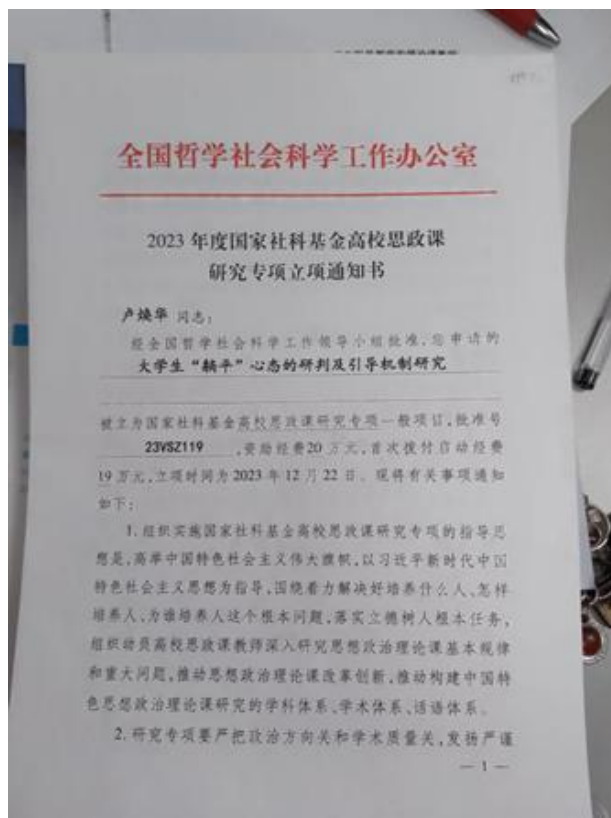 全国哲学社会科学工作办公室
2023 年度国家社科基金高校思政课
研究专项立项通知书
卢焕华 同志:
经全国哲学社会科学工作领导小组批准,您申请的
大学生“躺平”心态的研判及引导机制研究
被立为国家社科基金高校思政课研究专项一般项目,批准号
23VSZ119 ,资助经费20 万元,首次拨付启动经费
19 万元,立项时间为 2023 年 12 月 22 日。现将有关事项通知
如下:
1. 组织实施国家社科基金高校思政课研究专项的指导思
想是,高举中国特色社会主义伟大旗帜,以习近平新时代中国
特色社会主义思想为指导,围绕着力解决好培养什么人、怎样
培养人、为谁培养人这个根本问题,落实立德树人根本任务,
组织动员高校思政课教师深入研究思想政治理论课基本规律
和重大问题,推动思想政治理论课改革创新,推动构建中国特
色思想政治理论课研究的学科体系、学术体系、话语体系。
2. 研究专项要严把政治方向关和学术质量关,发扬严谨
— 1 —